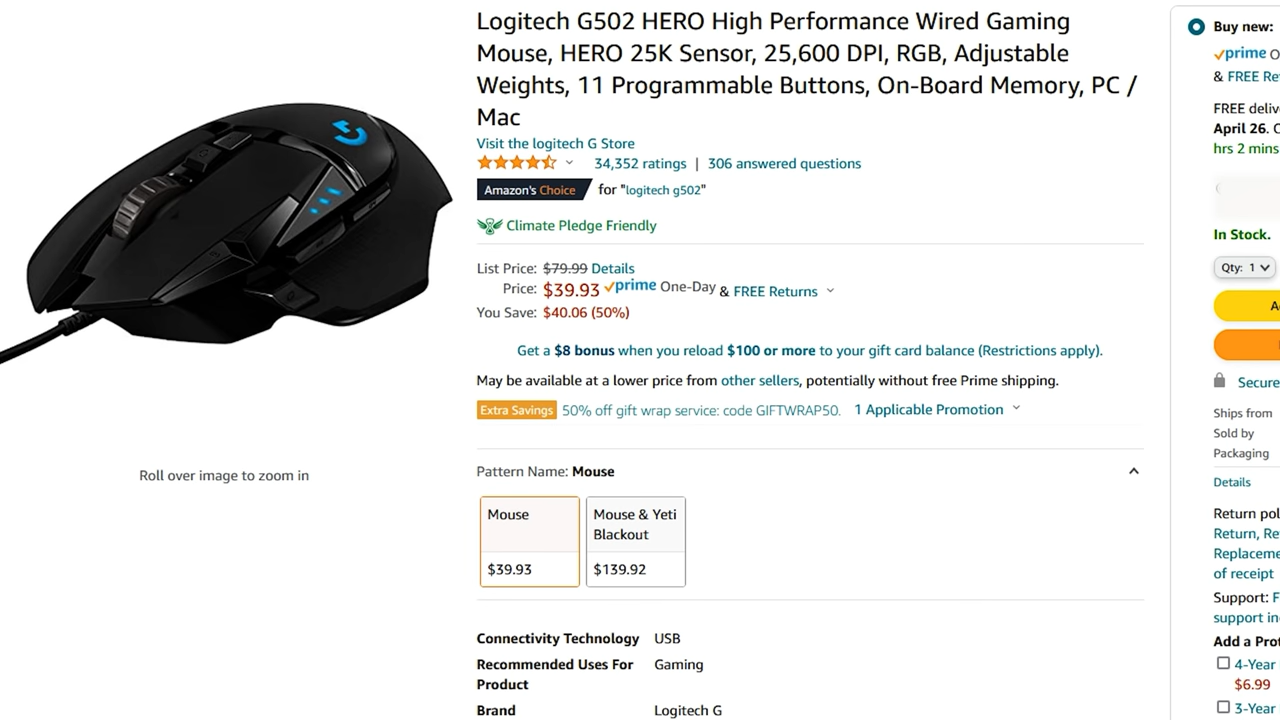 Logitech G502 HERO High Performance Wired Gaming
Mouse, HERO 25K Sensor, 25,600 DPI, RGB, Adjustable
Weights, 11 Programmable Buttons, On-Board Memory, PC /
Mac
Visit the logitech G Store
34,352 ratings | 306 answered questions
Amazon's Choice for "logitech g502"
Climate Pledge Friendly
List Price: $79.99 Details
Price: $39.93 prime One-Day & FREE Returns
You Save: $40.06 (50%)
Get a $8 bonus when you reload $100 or more to your gift card balance (Restrictions apply).
May be available at a lower price from other sellers, potentially without free Prime shipping.
Extra Savings 50% off gift wrap service: code GIFTWRAP50. 1 Applicable Promotion
Roll over image to zoom in
Pattern Name: Mouse
Mouse
$39.93
Mouse & Yeti
Blackout
$139.92
Connectivity Technology USB
Recommended Uses For Gaming
Product
Brand Logitech G
Buy new:
prime
& FREE
FREE
April 26.
hrs 2 mins
In Stock.
Qty: 1
Secure
Ships from
Sold by
Packaging
Details
Return
Return,
of receipt
Support:
support
Add a
4-Year
$6.99
3-Year